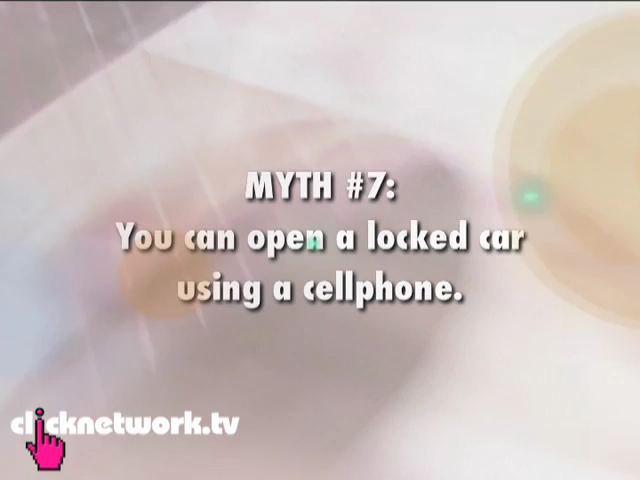 MYTH #7:
You can open a locked car
using a cellphone.
clicknetwork.tv